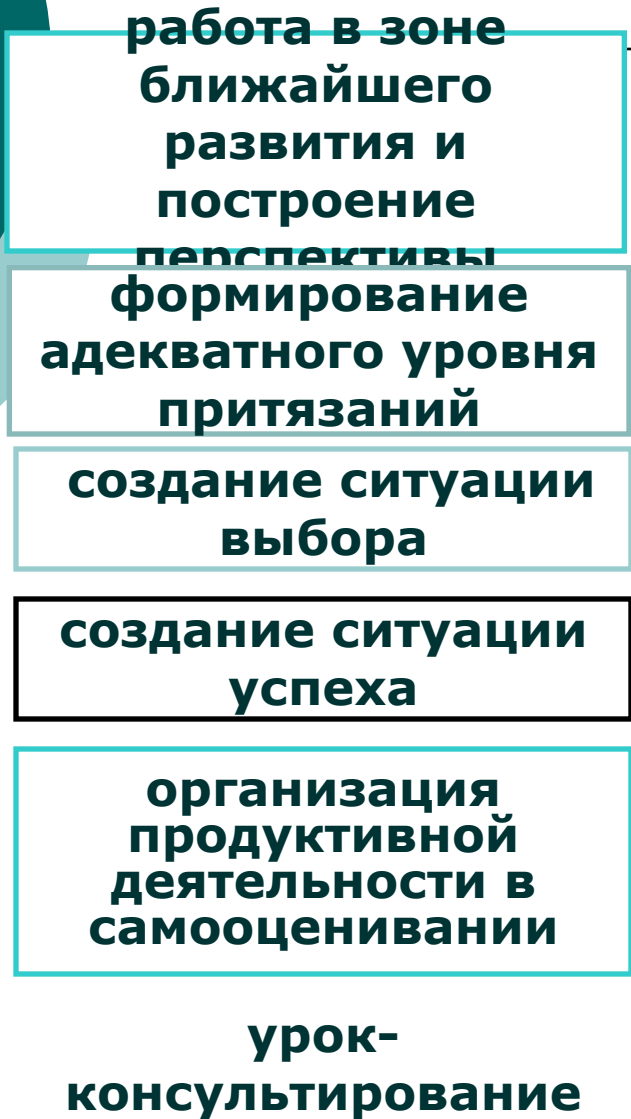 работа в зоне
ближайшего
развития и
построение
перспективы
формирование
адекватного уровня
притязаний
создание ситуации
выбора
создание ситуации
успеха
организация
продуктивной
деятельности в
самооценивании
урок-
консультирование